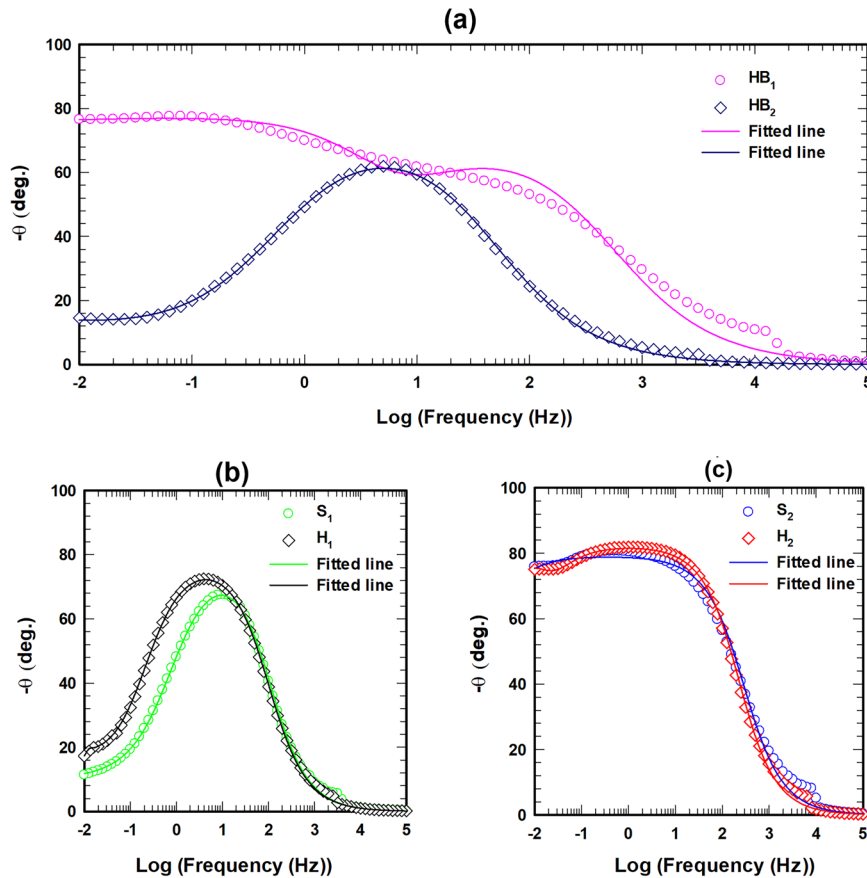 (a)
100
80
60
40
20
0
-θ (deg.)
HB1
HB2
Fitted line
Fitted line
-2 -1 0 1 2 3 4 5
Log (Frequency (Hz))
(b)
100
80
60
40
20
0
-θ (deg.)
S1
H1
Fitted line
Fitted line
-2 -1 0 1 2 3 4 5
Log (Frequency (Hz))
(c)
100
80
60
40
20
0
-θ (deg.)
S2
H2
Fitted line
Fitted line
-2 -1 0 1 2 3 4 5
Log (Frequency (Hz))